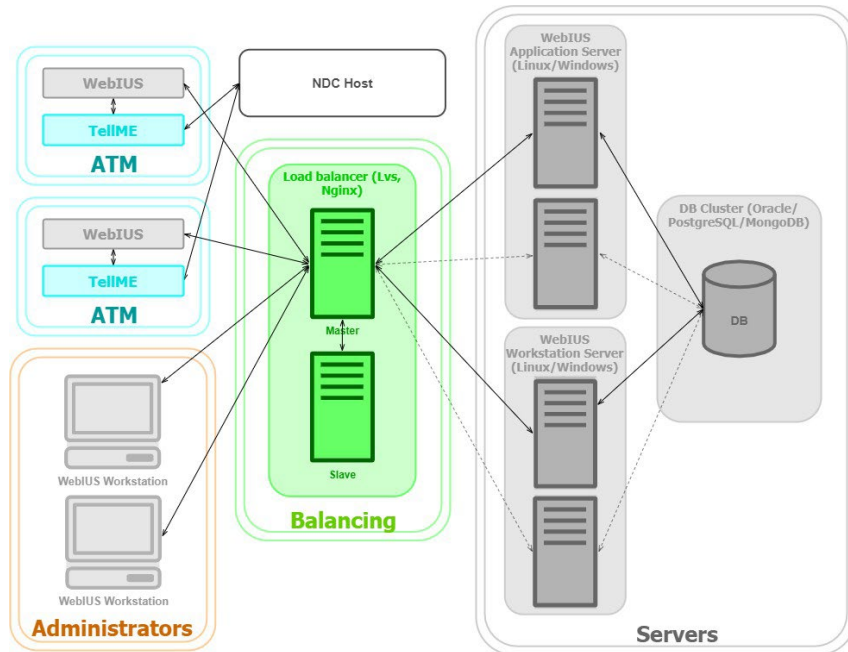 WebIUS
TellME
ATM
WebIUS
TellME
ATM
NDC Host
Load balancer (Lvs,
Nginx)
Master
Slave
Balancing
WebIUS Workstation
WebIUS Workstation
Administrators
WebIUS
Application Server
(Linux/Windows)
WebIUS
Workstation Server
(Linux/Windows)
DB Cluster (Oracle/
PostgreSQL/MongoDB)
DB
Servers